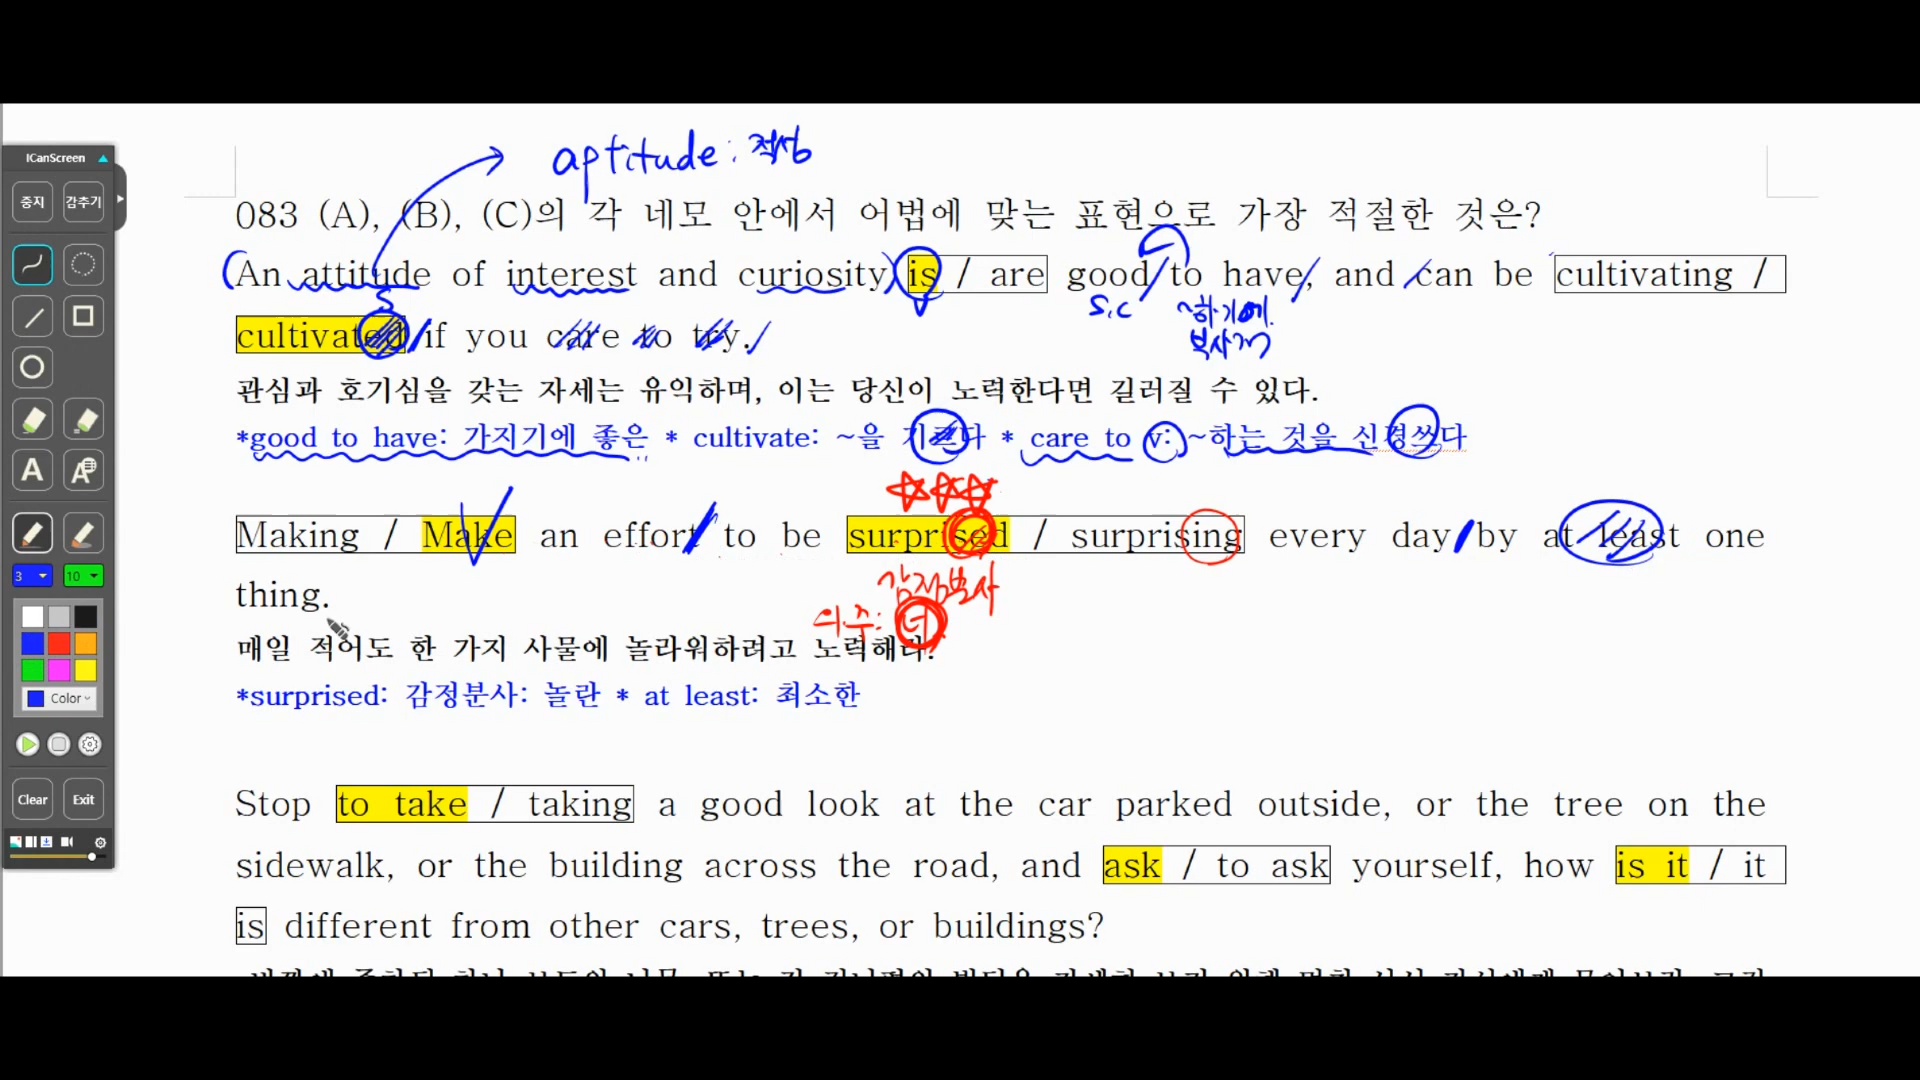 ICanScreen
중지 감추기
A A
3 10
Color
Clear Exit
aptitude: 적성
083 (A), (B), (C)의 각 네모 안에서 어법에 맞는 표현으로 가장 적절한 것은?
An attitude of interest and curiosity is / are good to have, and can be cultivating /
S.C ~하기에.
cultivated if you care to try.
관심과 호기심을 갖는 자세는 유익하며, 이는 당신이 노력한다면 길러질 수 있다.
*good to have: 가지기에 좋은 * cultivate: ~을 기르다 * care to v: ~하는 것을 신경쓰다
Making / Make an effort to be surprised / surprising every day by at least one
thing.
감정분사
의주: 너
매일 적어도 한 가지 사물에 놀라워하려고 노력해라.
*surprised: 감정분사: 놀란 * at least: 최소한
Stop to take / taking a good look at the car parked outside, or the tree on the
sidewalk, or the building across the road, and ask / to ask yourself, how is it / it
is different from other cars, trees, or buildings?